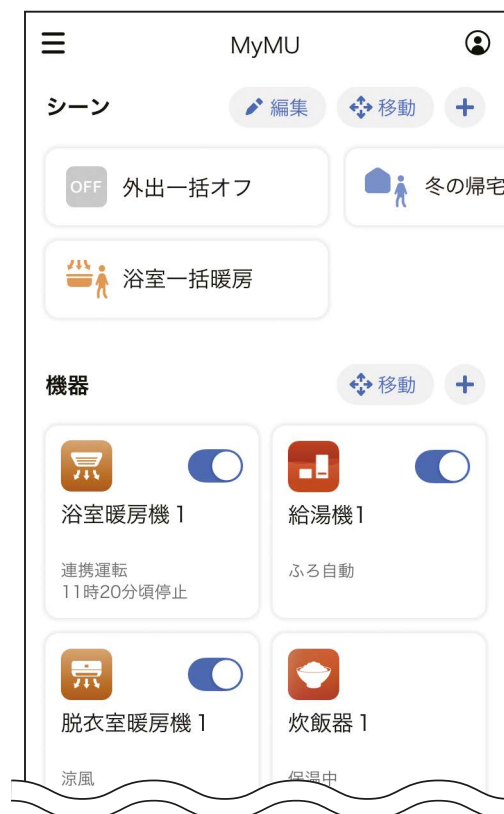 MyMU
シーン 編集 移動
OFF 外出一括オフ 冬の帰宅
浴室一括暖房
機器 移動
浴室暖房機 1 給湯機1
連携運転 ふろ自動
11時20分頃停止
脱衣室暖房機 1 炊飯器 1
涼風 保温中